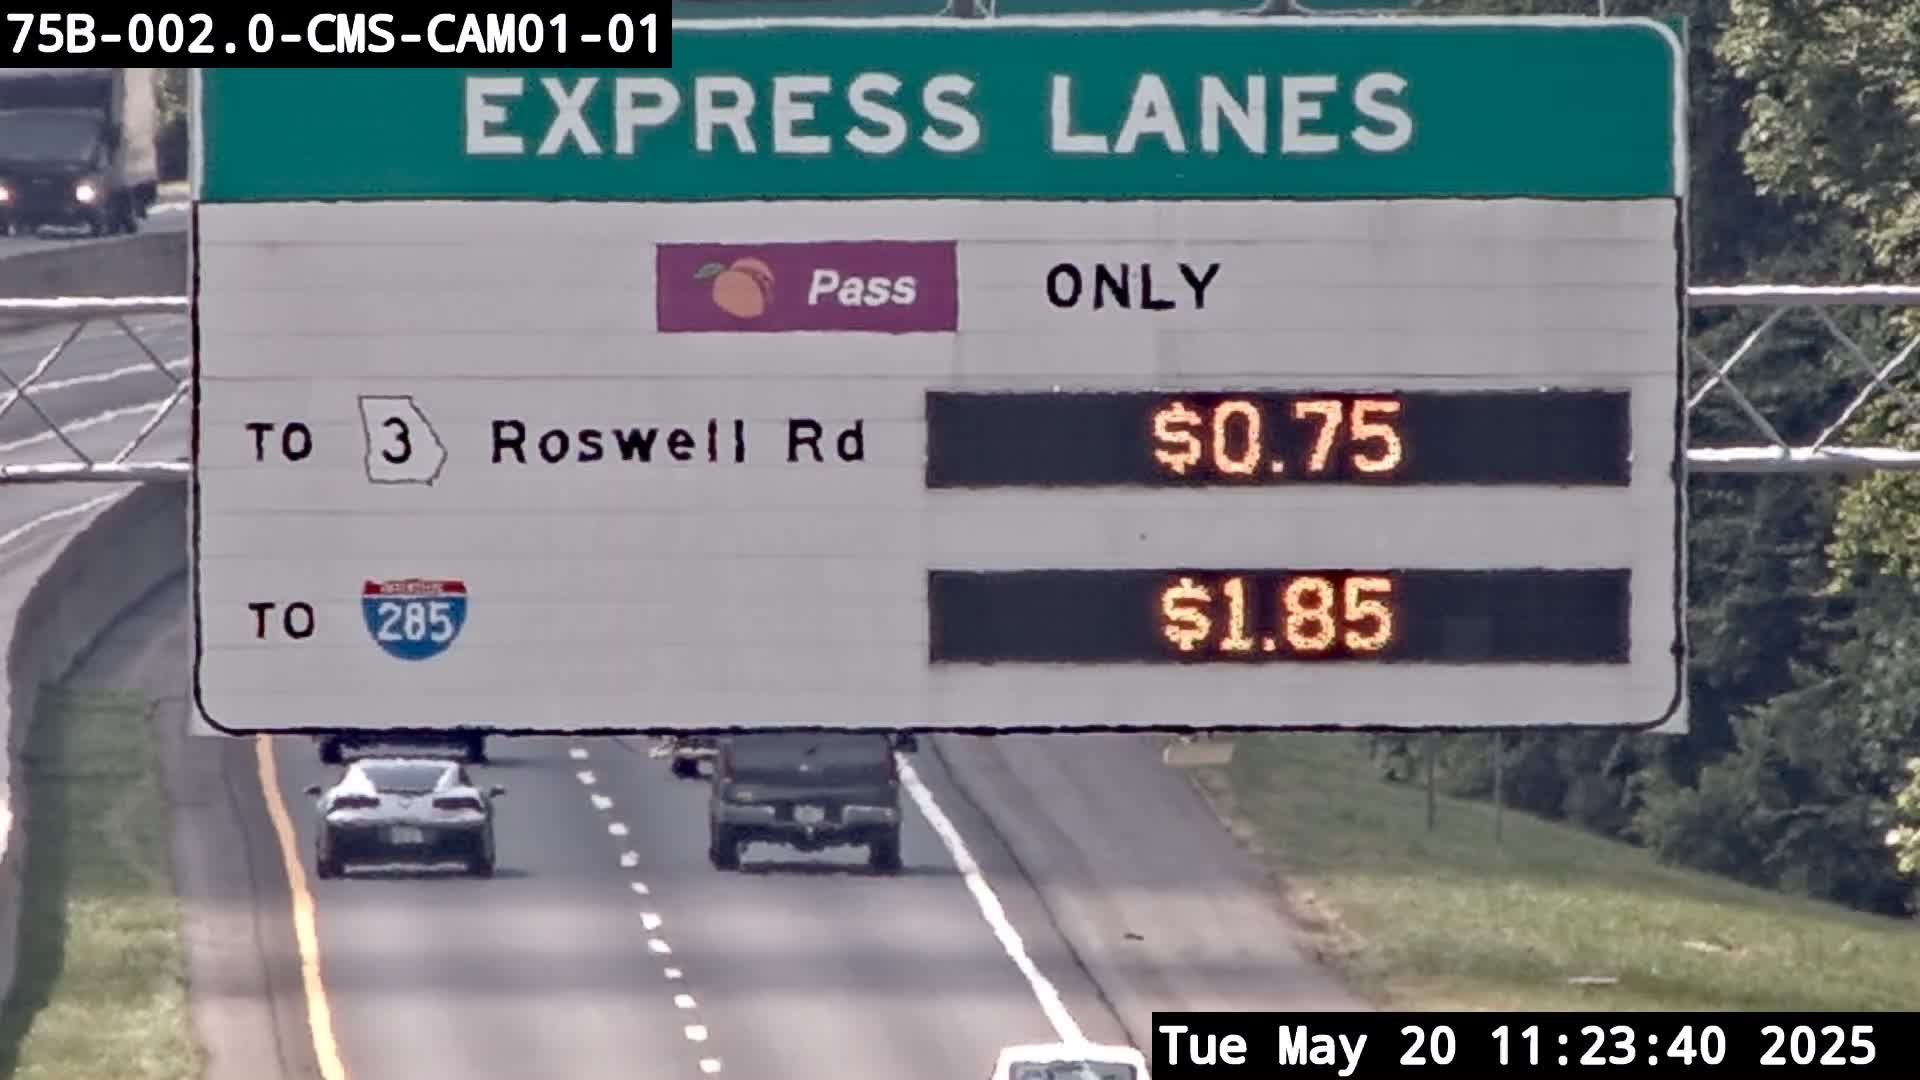 75B-002.0-CMS-CAM01-01
EXPRESS LANES
Pass ONLY
TO 3 Roswell Rd $0.75
TO 285 $1.85
Tue May 20 11:23:40 2025